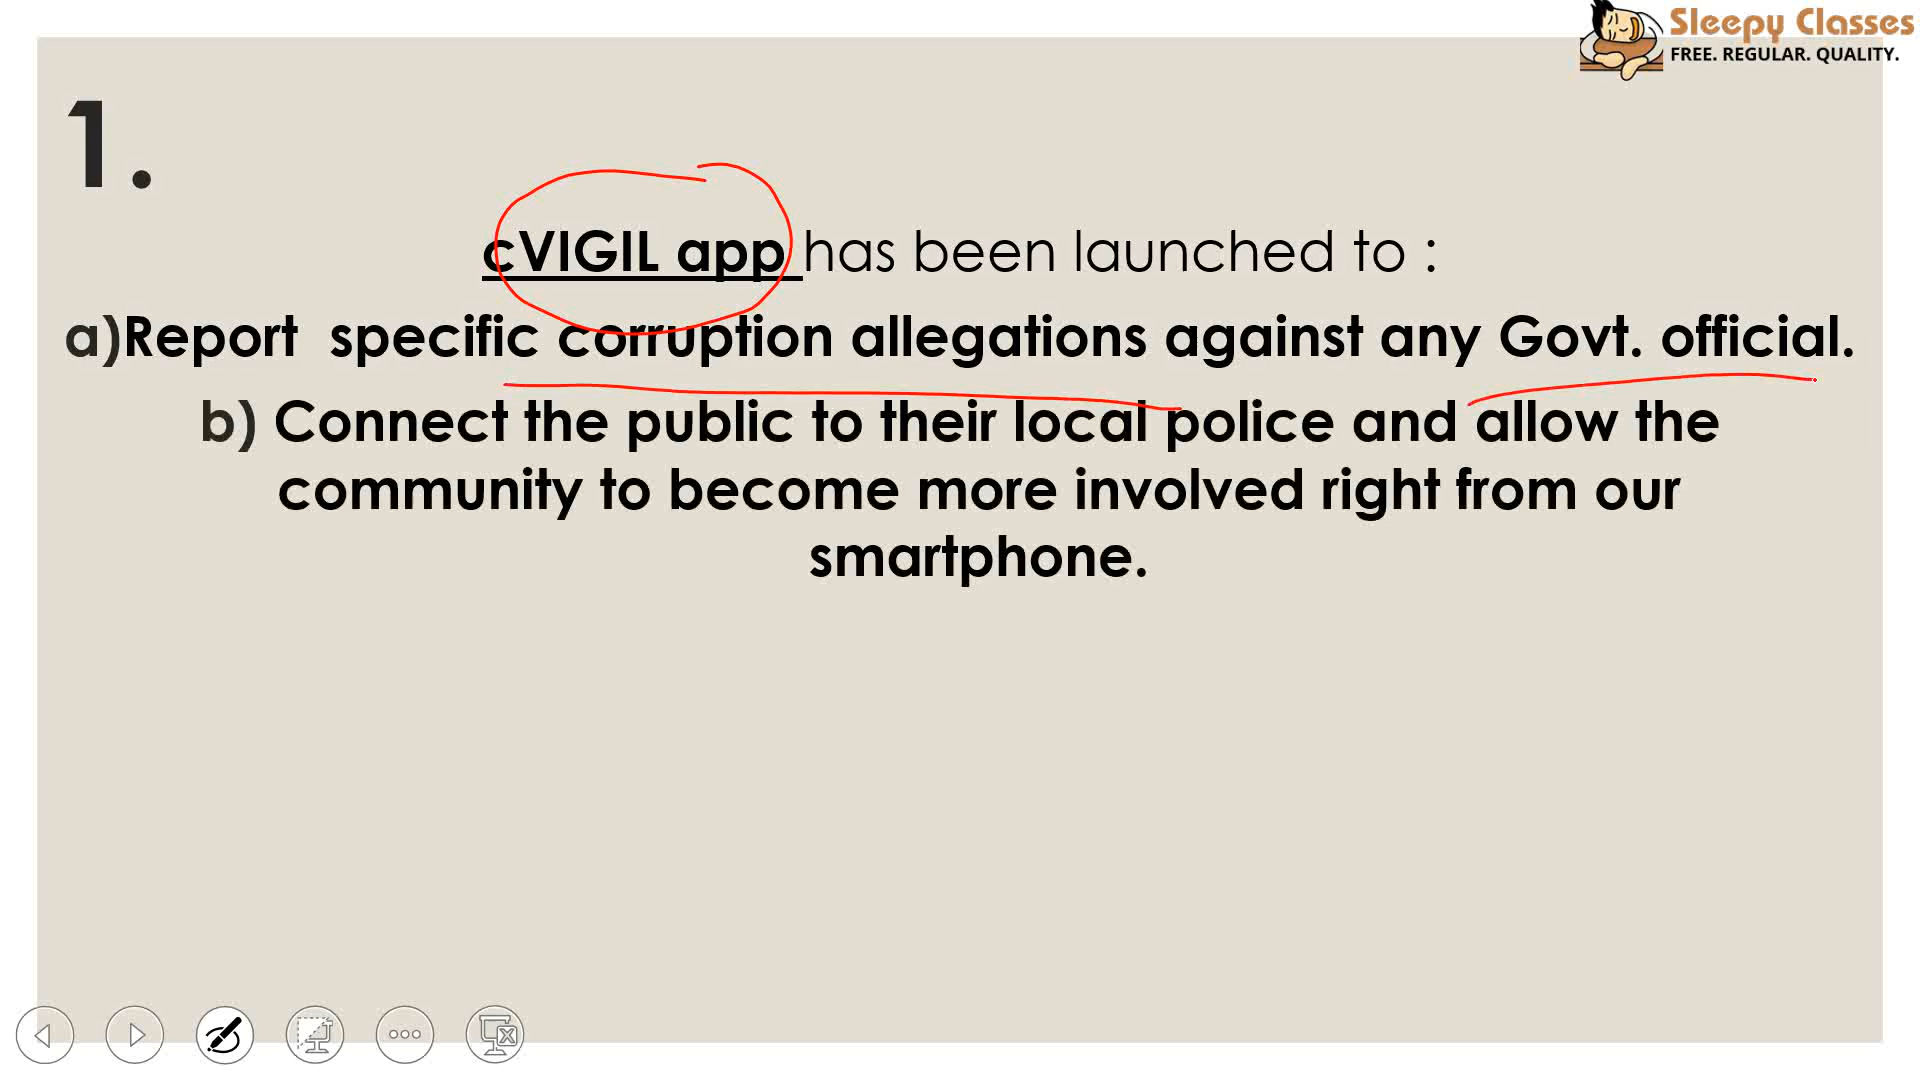 Sleepy Classes
FREE. REGULAR. QUALITY.
1.
cVIGIL app has been launched to :
a)Report specific corruption allegations against any Govt. official.
b) Connect the public to their local police and allow the
community to become more involved right from our
smartphone.